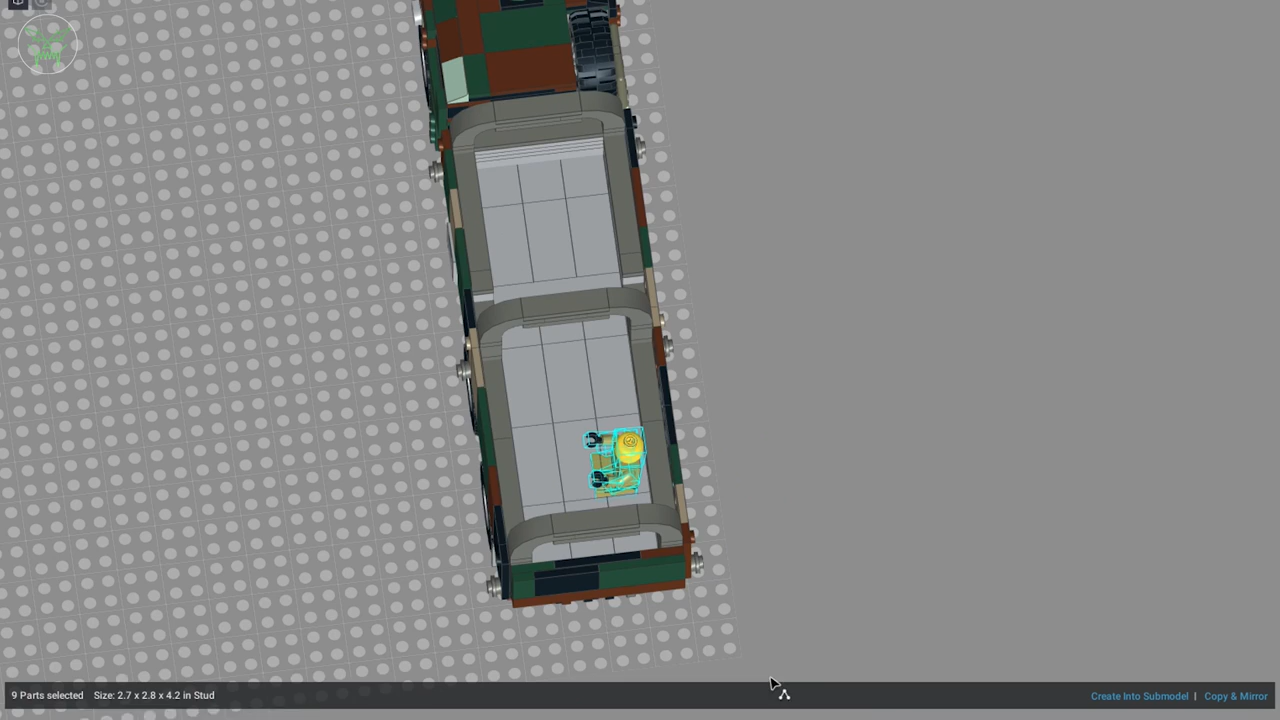 9 Parts selected Size: 2.7 x 2.8 x 4.2 in Stud Create Into Submodel | Copy & Mirror